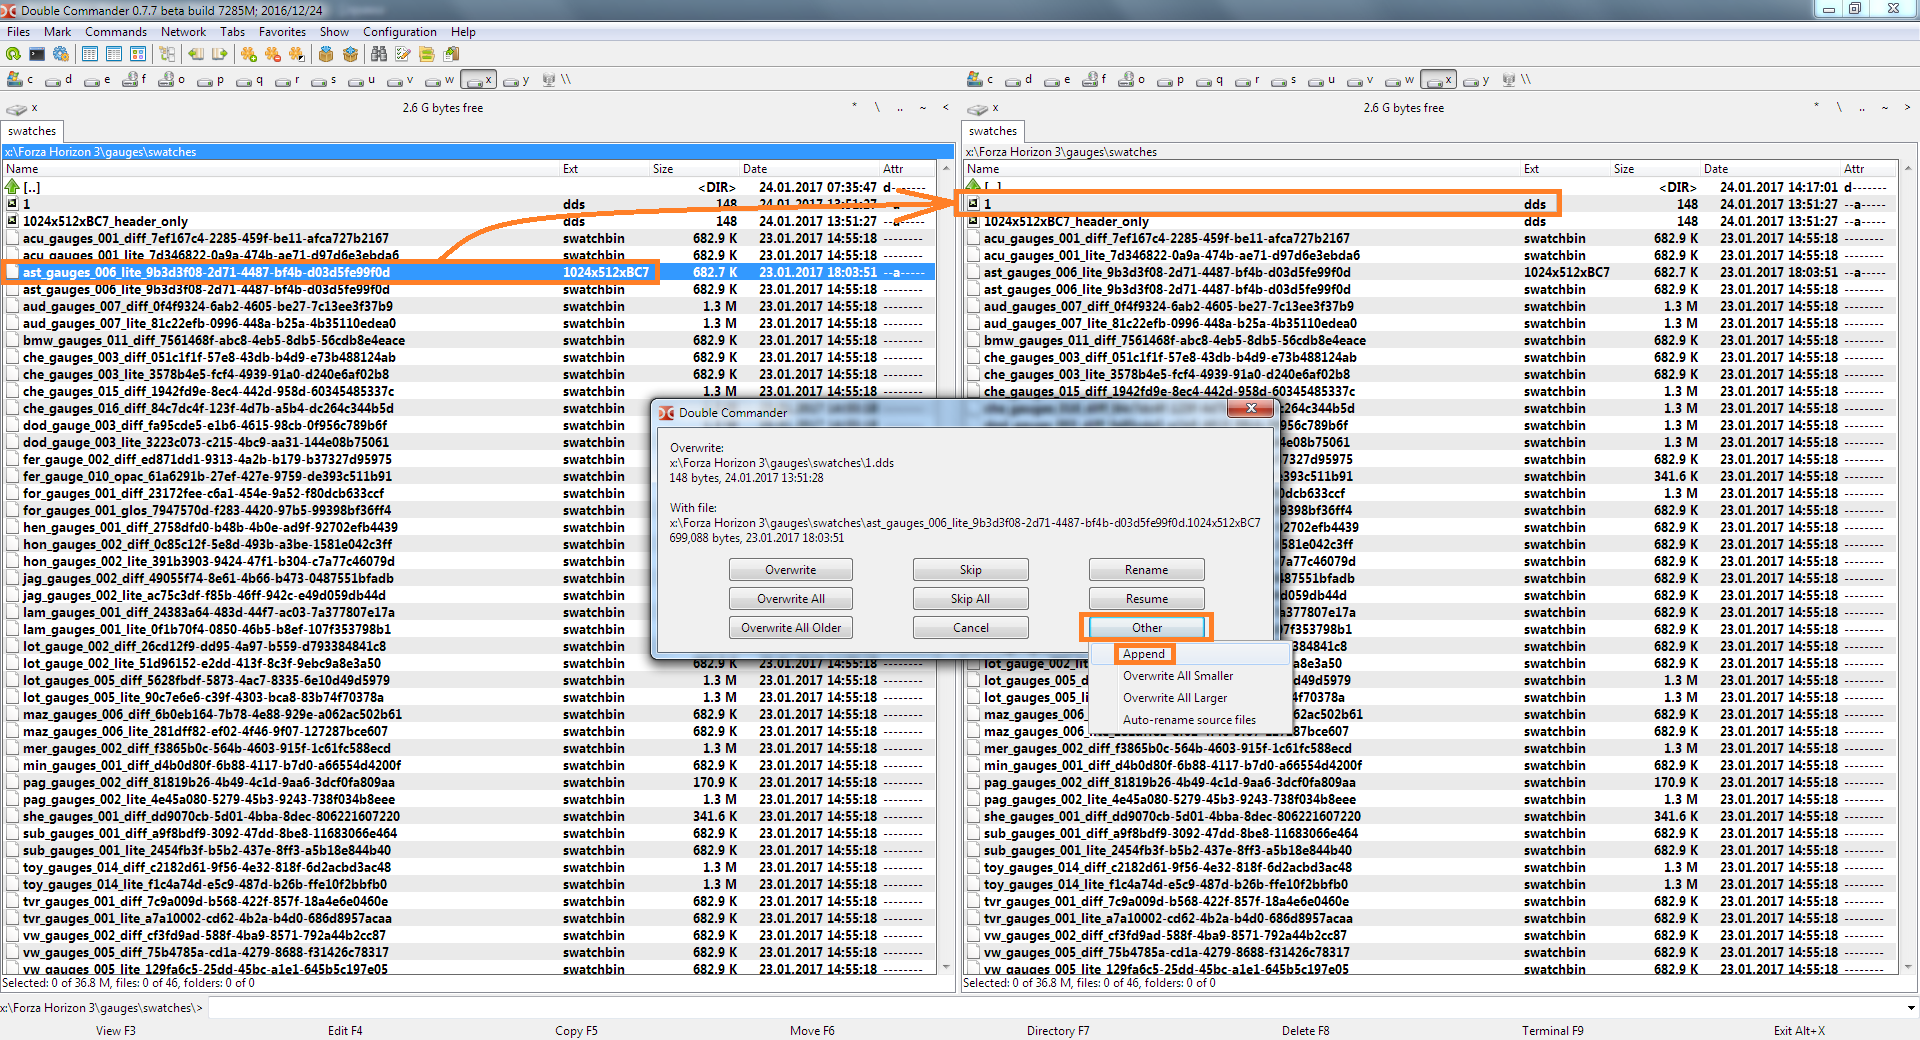 Double Commander 0.7.7 beta build 7285M; 2016/12/24
Files Mark Commands Network Tabs Favorites Show Configuration Help
c d e f o p q r s u v w x y \\
x 2.6 G bytes free * \ .. ~ <
swatches
x:\Forza Horizon 3\gauges\swatches
Name Ext Size Date Attr
[..] <DIR> 24.01.2017 07:35:47 d-------
1 dds 148 24.01.2017 13:51:27 --a-----
1024x512xBC7_header_only dds 148 24.01.2017 13:51:27 --a-----
acu_gauges_001_diff_7ef167c4-2285-459f-be11-afca727b2167 swatchbin 682.9 K 23.01.2017 14:55:18 --------
acu_gauges_001_lite_7d346822-0a9a-474b-ae71-d97d6e3ebda6 swatchbin 682.9 K 23.01.2017 14:55:18 --------
ast_gauges_006_lite_9b3d3f08-2d71-4487-bf4b-d03d5fe99f0d 1024x512xBC7 682.7 K 23.01.2017 18:03:51 --a-----
ast_gauges_006_lite_9b3d3f08-2d71-4487-bf4b-d03d5fe99f0d swatchbin 682.9 K 23.01.2017 14:55:18 --------
aud_gauges_007_diff_0f4f9324-6ab2-4605-be27-7c13ee3f37b9 swatchbin 1.3 M 23.01.2017 14:55:18 --------
aud_gauges_007_lite_81c22efb-0996-448a-b25a-4b35110edea0 swatchbin 1.3 M 23.01.2017 14:55:18 --------
bmw_gauges_011_diff_7561468f-abc8-4eb5-8db5-56cdb8e4eace swatchbin 682.9 K 23.01.2017 14:55:18 --------
che_gauges_003_diff_051c1f1f-57e8-43db-b4d9-e73b488124ab swatchbin 682.9 K 23.01.2017 14:55:18 --------
che_gauges_003_lite_3578b4e5-fcf4-4939-91a0-d240e6af02b8 swatchbin 682.9 K 23.01.2017 14:55:18 --------
che_gauges_015_diff_1942fd9e-8ec4-442d-958d-60345485337c swatchbin 1.3 M 23.01.2017 14:55:18 --------
che_gauges_016_diff_84c7dc4f-123f-4d7b-a5b4-dc264c344b5d swatchbin
dod_gauge_003_diff_fa95cde5-e1b6-4615-98cb-0f956c789b6f swatchbin
dod_gauge_003_lite_3223c073-c215-4bc9-aa31-144e08b75061 swatchbin
fer_gauge_002_diff_ed871dd1-9313-4a2b-b179-b37327d95975 swatchbin
fer_gauge_010_opac_61a6291b-27ef-427e-9759-de393c511b91 swatchbin
for_gauges_001_diff_23172fee-c6a1-454e-9a52-f80dcb633ccf swatchbin
for_gauges_001_glos_7947570d-f283-4420-97b5-99398bf36ff4 swatchbin
hen_gauges_001_diff_2758dfd0-b48b-4b0e-ad9f-92702efb4439 swatchbin
hon_gauges_002_diff_0c85c12f-5e8d-493b-a3be-1581e042c3ff swatchbin
hon_gauges_002_lite_391b3903-9424-47f1-b304-c7a77c46079d swatchbin
jag_gauges_002_diff_49055f74-8e61-4b66-b473-0487551bfadb swatchbin
jag_gauges_002_lite_ac75c3df-f85b-46ff-942c-e49d059db44d swatchbin
lam_gauges_001_diff_24383a64-483d-44f7-ac03-7a377807e17a swatchbin
lam_gauges_001_lite_0f1b70f4-0850-46b5-b8ef-107f353798b1 swatchbin
lot_gauge_002_diff_26cd12f9-dd95-4a97-b559-d793384841c8 swatchbin
lot_gauge_002_lite_51d96152-e2dd-413f-8c3f-9ebc9a8e3a50 swatchbin 682.9 K 23.01.2017 14:55:18 --------
lot_gauges_005_diff_5628fbdf-5873-4ac7-8335-6e10d49d5979 swatchbin 1.3 M 23.01.2017 14:55:18 --------
lot_gauges_005_lite_90c7e6e6-c39f-4303-bca8-83b74f70378a swatchbin 1.3 M 23.01.2017 14:55:18 --------
maz_gauges_006_diff_6b0eb164-7b78-4e88-929e-a062ac502b61 swatchbin 682.9 K 23.01.2017 14:55:18 --------
maz_gauges_006_lite_281dff82-ef02-4f46-9f07-127287bce607 swatchbin 682.9 K 23.01.2017 14:55:18 --------
mer_gauges_002_diff_f3865b0c-564b-4603-915f-1c61fc588ecd swatchbin 1.3 M 23.01.2017 14:55:18 --------
min_gauges_001_diff_d4b0d80f-6b88-4117-b7d0-a66554d4200f swatchbin 682.9 K 23.01.2017 14:55:18 --------
pag_gauges_002_diff_81819b26-4b49-4c1d-9aa6-3dcf0fa809aa swatchbin 170.9 K 23.01.2017 14:55:18 --------
pag_gauges_002_lite_4e45a080-5279-45b3-9243-738f034b8eee swatchbin 1.3 M 23.01.2017 14:55:18 --------
she_gauges_001_diff_dd9070cb-5d01-4bba-8dec-806221607220 swatchbin 341.6 K 23.01.2017 14:55:18 --------
sub_gauges_001_diff_a9f8bdf9-3092-47dd-8be8-11683066e464 swatchbin 682.9 K 23.01.2017 14:55:18 --------
sub_gauges_001_lite_2454fb3f-b5b2-437e-8ff3-a5b18e844b40 swatchbin 682.9 K 23.01.2017 14:55:18 --------
toy_gauges_014_diff_c2182d61-9f56-4e32-818f-6d2acbd3ac48 swatchbin 1.3 M 23.01.2017 14:55:18 --------
toy_gauges_014_lite_f1c4a74d-e5c9-487d-b26b-ffe10f2bbfb0 swatchbin 1.3 M 23.01.2017 14:55:18 --------
tvr_gauges_001_diff_7c9a009d-b568-422f-857f-18a4e6e0460e swatchbin 682.9 K 23.01.2017 14:55:18 --------
tvr_gauges_001_lite_a7a10002-cd62-4b2a-b4d0-686d8957acaa swatchbin 682.9 K 23.01.2017 14:55:18 --------
vw_gauges_002_diff_cf3fd9ad-588f-4ba9-8571-792a44b2cc87 swatchbin 682.9 K 23.01.2017 14:55:18 --------
vw_gauges_005_diff_75b4785a-cd1a-4279-8688-f31426c78317 swatchbin 682.9 K 23.01.2017 14:55:18 --------
vw_gauges_005_lite_129fa6c5-25dd-45bc-a1e1-645b5c197e05 swatchbin 682.9 K 23.01.2017 14:55:18 --------
Selected: 0 of 36.8 M, files: 0 of 46, folders: 0 of 0
c d e f o p q r s u v w x y \\
x 2.6 G bytes free * \ .. ~ >
swatches
x:\Forza Horizon 3\gauges\swatches
Name Ext Size Date Attr
[..] <DIR> 24.01.2017 14:17:01 d-------
1 dds 148 24.01.2017 13:51:27 --a-----
1024x512xBC7_header_only dds 148 24.01.2017 13:51:27 --a-----
acu_gauges_001_diff_7ef167c4-2285-459f-be11-afca727b2167 swatchbin 682.9 K 23.01.2017 14:55:18 --------
acu_gauges_001_lite_7d346822-0a9a-474b-ae71-d97d6e3ebda6 swatchbin 682.9 K 23.01.2017 14:55:18 --------
ast_gauges_006_lite_9b3d3f08-2d71-4487-bf4b-d03d5fe99f0d 1024x512xBC7 682.7 K 23.01.2017 18:03:51 --a-----
ast_gauges_006_lite_9b3d3f08-2d71-4487-bf4b-d03d5fe99f0d swatchbin 682.9 K 23.01.2017 14:55:18 --------
aud_gauges_007_diff_0f4f9324-6ab2-4605-be27-7c13ee3f37b9 swatchbin 1.3 M 23.01.2017 14:55:18 --------
aud_gauges_007_lite_81c22efb-0996-448a-b25a-4b35110edea0 swatchbin 1.3 M 23.01.2017 14:55:18 --------
bmw_gauges_011_diff_7561468f-abc8-4eb5-8db5-56cdb8e4eace swatchbin 682.9 K 23.01.2017 14:55:18 --------
che_gauges_003_diff_051c1f1f-57e8-43db-b4d9-e73b488124ab swatchbin 682.9 K 23.01.2017 14:55:18 --------
che_gauges_003_lite_3578b4e5-fcf4-4939-91a0-d240e6af02b8 swatchbin 682.9 K 23.01.2017 14:55:18 --------
che_gauges_015_diff_1942fd9e-8ec4-442d-958d-60345485337c swatchbin 1.3 M 23.01.2017 14:55:18 --------
c264c344b5d swatchbin 1.3 M 23.01.2017 14:55:18 --------
956c789b6f swatchbin 682.9 K 23.01.2017 14:55:18 --------
4e08b75061 swatchbin 682.9 K 23.01.2017 14:55:18 --------
7327d95975 swatchbin 682.9 K 23.01.2017 14:55:18 --------
e393c511b91 swatchbin 341.6 K 23.01.2017 14:55:18 --------
0dcb633ccf swatchbin 1.3 M 23.01.2017 14:55:18 --------
9398bf36ff4 swatchbin 1.3 M 23.01.2017 14:55:18 --------
2702efb4439 swatchbin 682.9 K 23.01.2017 14:55:18 --------
581e042c3ff swatchbin 682.9 K 23.01.2017 14:55:18 --------
7a77c46079d swatchbin 682.9 K 23.01.2017 14:55:18 --------
487551bfadb swatchbin 682.9 K 23.01.2017 14:55:18 --------
9d059db44d swatchbin 682.9 K 23.01.2017 14:55:18 --------
a377807e17a swatchbin 682.9 K 23.01.2017 14:55:18 --------
7f353798b1 swatchbin 682.9 K 23.01.2017 14:55:18 --------
384841c8 swatchbin 682.9 K 23.01.2017 14:55:18 --------
lot_gauge_002_lit a8e3a50 swatchbin 682.9 K 23.01.2017 14:55:18 --------
lot_gauges_005_d 49d5979 swatchbin 1.3 M 23.01.2017 14:55:18 --------
lot_gauges_005_li 4f70378a swatchbin 1.3 M 23.01.2017 14:55:18 --------
maz_gauges_006_ 62ac502b61 swatchbin 682.9 K 23.01.2017 14:55:18 --------
maz_gauges_006_lite_281dff82-ef02-4f46-9f07-127287bce607 swatchbin 682.9 K 23.01.2017 14:55:18 --------
mer_gauges_002_diff_f3865b0c-564b-4603-915f-1c61fc588ecd swatchbin 1.3 M 23.01.2017 14:55:18 --------
min_gauges_001_diff_d4b0d80f-6b88-4117-b7d0-a66554d4200f swatchbin 682.9 K 23.01.2017 14:55:18 --------
pag_gauges_002_diff_81819b26-4b49-4c1d-9aa6-3dcf0fa809aa swatchbin 170.9 K 23.01.2017 14:55:18 --------
pag_gauges_002_lite_4e45a080-5279-45b3-9243-738f034b8eee swatchbin 1.3 M 23.01.2017 14:55:18 --------
she_gauges_001_diff_dd9070cb-5d01-4bba-8dec-806221607220 swatchbin 341.6 K 23.01.2017 14:55:18 --------
sub_gauges_001_diff_a9f8bdf9-3092-47dd-8be8-11683066e464 swatchbin 682.9 K 23.01.2017 14:55:18 --------
sub_gauges_001_lite_2454fb3f-b5b2-437e-8ff3-a5b18e844b40 swatchbin 682.9 K 23.01.2017 14:55:18 --------
toy_gauges_014_diff_c2182d61-9f56-4e32-818f-6d2acbd3ac48 swatchbin 1.3 M 23.01.2017 14:55:18 --------
toy_gauges_014_lite_f1c4a74d-e5c9-487d-b26b-ffe10f2bbfb0 swatchbin 1.3 M 23.01.2017 14:55:18 --------
tvr_gauges_001_diff_7c9a009d-b568-422f-857f-18a4e6e0460e swatchbin 682.9 K 23.01.2017 14:55:18 --------
tvr_gauges_001_lite_a7a10002-cd62-4b2a-b4d0-686d8957acaa swatchbin 682.9 K 23.01.2017 14:55:18 --------
vw_gauges_002_diff_cf3fd9ad-588f-4ba9-8571-792a44b2cc87 swatchbin 682.9 K 23.01.2017 14:55:18 --------
vw_gauges_005_diff_75b4785a-cd1a-4279-8688-f31426c78317 swatchbin 682.9 K 23.01.2017 14:55:18 --------
vw_gauges_005_lite_129fa6c5-25dd-45bc-a1e1-645b5c197e05 swatchbin 682.9 K 23.01.2017 14:55:18 --------
Selected: 0 of 36.8 M, files: 0 of 46, folders: 0 of 0
Double Commander
Overwrite:
x:\Forza Horizon 3\gauges\swatches\1.dds
148 bytes, 24.01.2017 13:51:28
With file:
x:\Forza Horizon 3\gauges\swatches\ast_gauges_006_lite_9b3d3f08-2d71-4487-bf4b-d03d5fe99f0d.1024x512xBC7
699,088 bytes, 23.01.2017 18:03:51
Overwrite Skip Rename
Overwrite All Skip All Resume
Overwrite All Older Cancel Other
Append
Overwrite All Smaller
Overwrite All Larger
Auto-rename source files
x:\Forza Horizon 3\gauges\swatches\>
View F3 Edit F4 Copy F5 Move F6 Directory F7 Delete F8 Terminal F9 Exit Alt+X